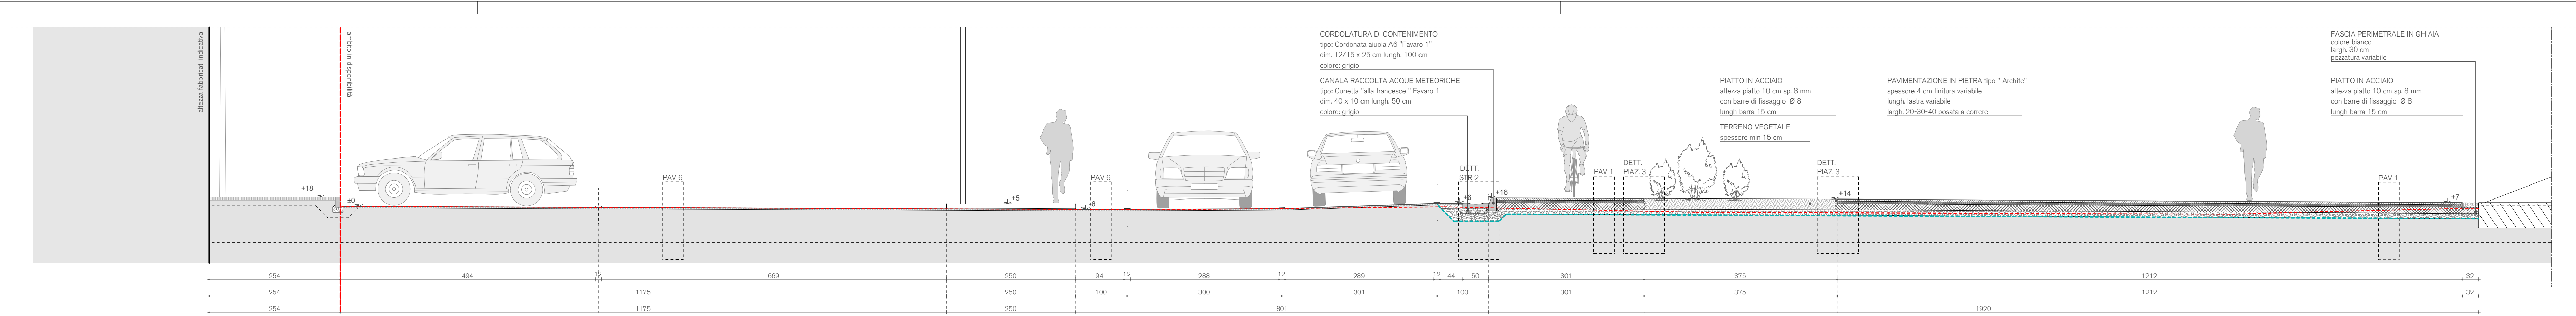 altezza fabbricati indicativa
ambito in disponibilità
CORDOLATURA DI CONTENIMENTO
tipo: Cordonata aiuola A6 "Favaro 1"
dim. 12/15 x 25 cm lungh. 100 cm
colore: grigio
CANALA RACCOLTA ACQUE METEORICHE
tipo: Cunetta "alla francesce " Favaro 1
dim. 40 x 10 cm lungh. 50 cm
colore: grigio
PIATTO IN ACCIAIO
altezza piatto 10 cm sp. 8 mm
con barre di fissaggio Ø 8
lungh barra 15 cm
TERRENO VEGETALE
spessore min 15 cm
PAVIMENTAZIONE IN PIETRA tipo " Archite"
spessore 4 cm finitura variabile
lungh. lastra variabile
largh. 20-30-40 posata a correre
FASCIA PERIMETRALE IN GHIAIA
colore bianco
largh. 30 cm
pezzatura variabile
PIATTO IN ACCIAIO
altezza piatto 10 cm sp. 8 mm
con barre di fissaggio Ø 8
lungh barra 15 cm
+18
±0
PAV 6
+5
PAV 6
+6
DETT.
STR 2
+6
+16
PAV 1
DETT.
PIAZ. 3
DETT.
PIAZ. 3
+14
PAV 1
+7
254 494 12 669 250 94 12 288 12 289 12 44 50 301 375 1212 32
254 1175 250 100 300 301 100 301 375 1212 32
254 1175 250 801 1920